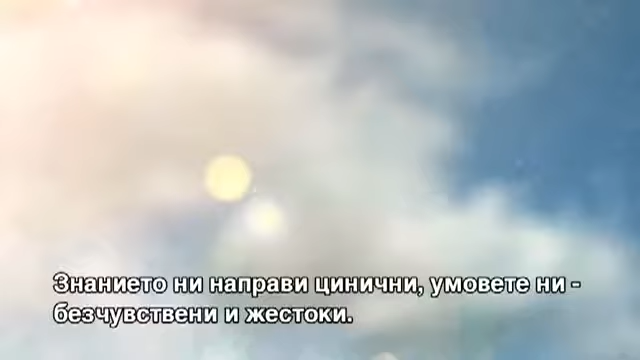 Знанието ни направи цинични, умовете ни -
безчувствени и жестоки.